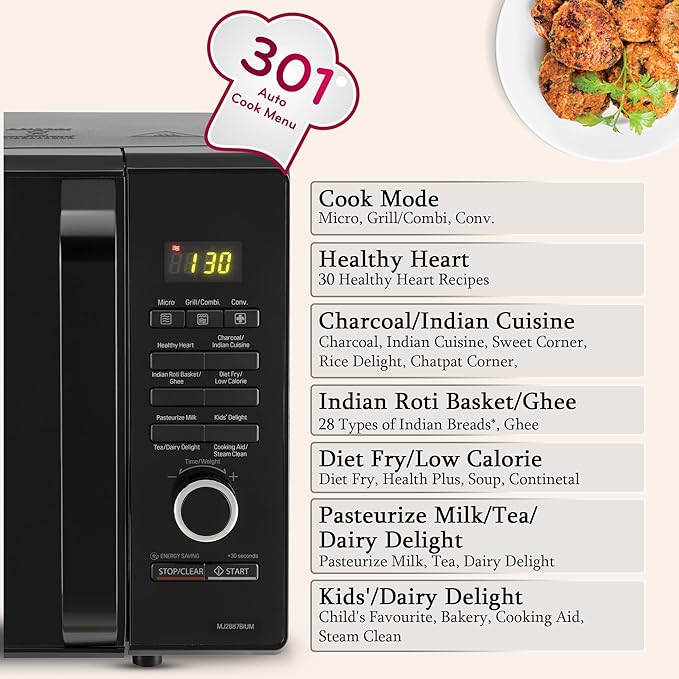 301
Auto
Cook Menu
130
Micro Grill/Combi. Conv.
Healthy Heart
Charcoal/
Indian Cuisine
Indian Roti Basket/
Ghee
Diet Fry/
Low Calorie
Pasteurize Milk
Kids' Delight
Tea/Dairy Delight
Cooking Aid/
Steam Clean
Time/Weight
− +
ENERGY SAVING
+30 seconds
STOP/CLEAR
START
MJ2887BIUM
Cook Mode
Micro, Grill/Combi, Conv.
Healthy Heart
30 Healthy Heart Recipes
Charcoal/Indian Cuisine
Charcoal, Indian Cuisine, Sweet Corner,
Rice Delight, Chatpat Corner,
Indian Roti Basket/Ghee
28 Types of Indian Breads*, Ghee
Diet Fry/Low Calorie
Diet Fry, Health Plus, Soup, Continetal
Pasteurize Milk/Tea/
Dairy Delight
Pasteurize Milk, Tea, Dairy Delight
Kids'/Dairy Delight
Child's Favourite, Bakery, Cooking Aid,
Steam Clean